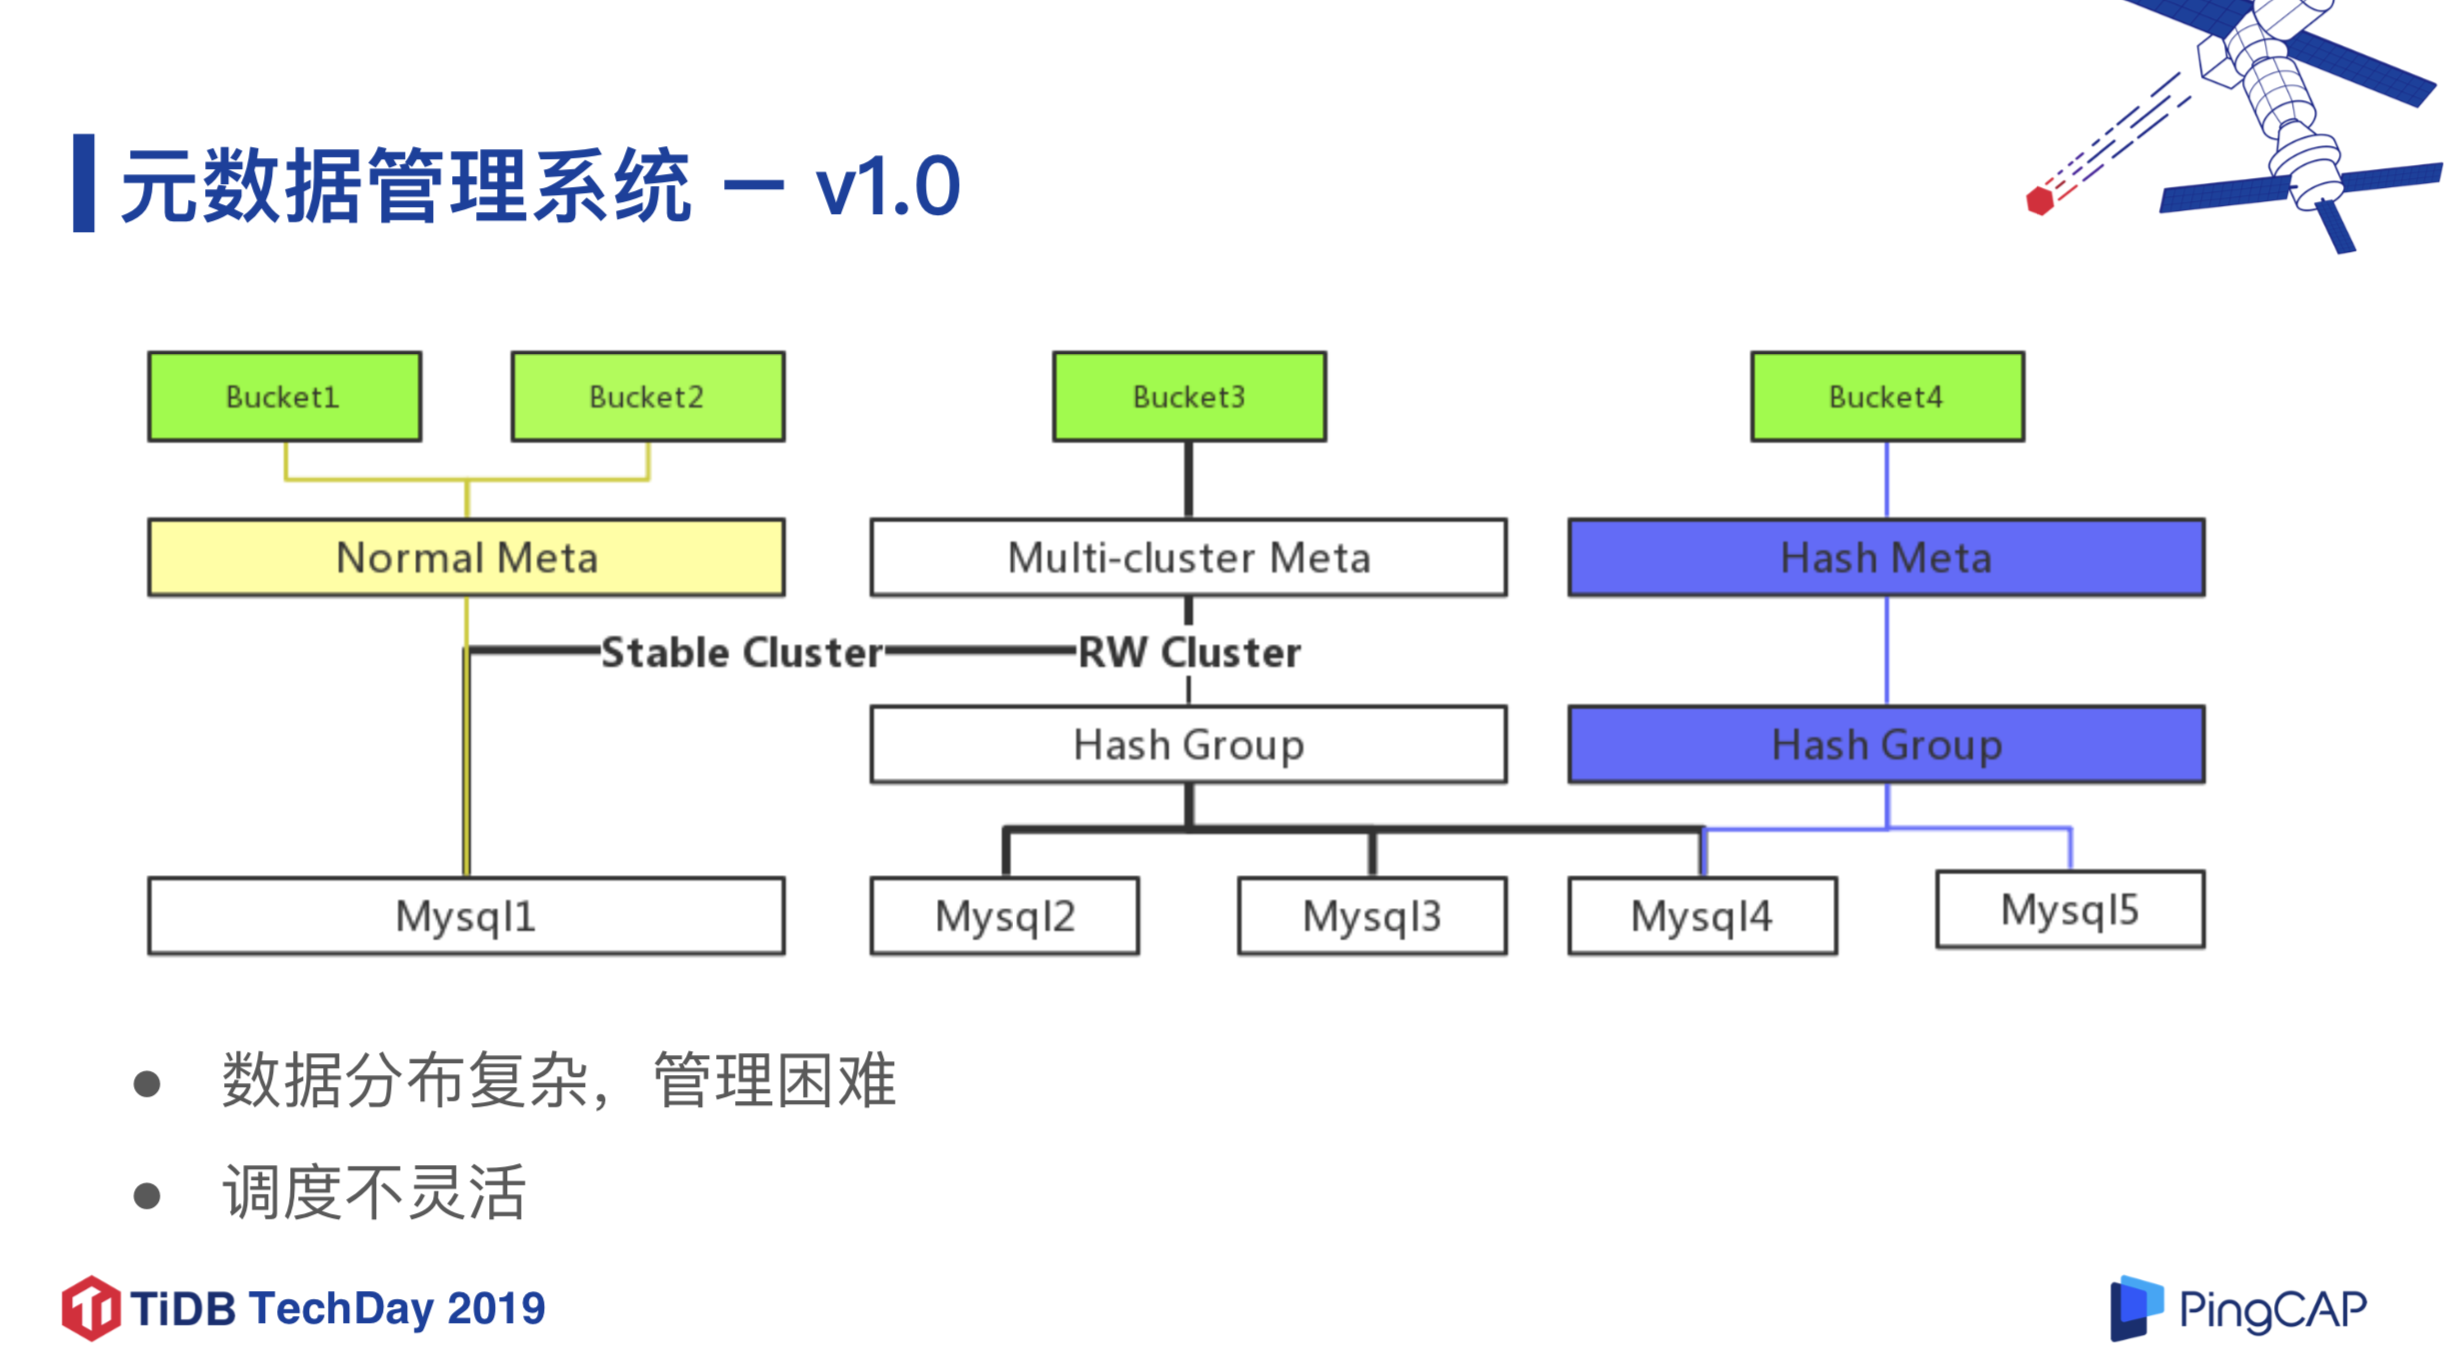 元数据管理系统 － v1.0
Bucket1
Bucket2
Bucket3
Bucket4
Normal Meta
Multi-cluster Meta
Hash Meta
Stable Cluster
RW Cluster
Hash Group
Hash Group
Mysql1
Mysql2
Mysql3
Mysql4
Mysql5
● 数据分布复杂，管理困难
● 调度不灵活
TiDB TechDay 2019
PingCAP